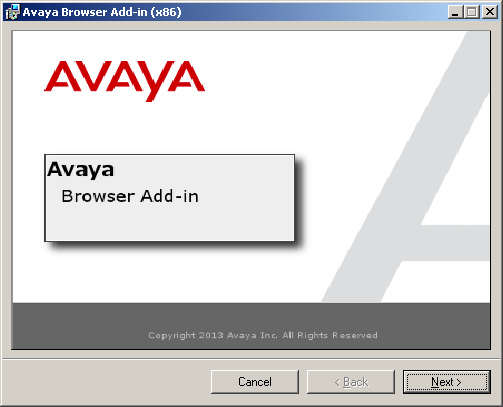 Avaya Browser Add-in (x86)
AVAYA
Avaya
Browser Add-in
Copyright 2013 Avaya Inc. All Rights Reserved
Cancel
< Back
Next >